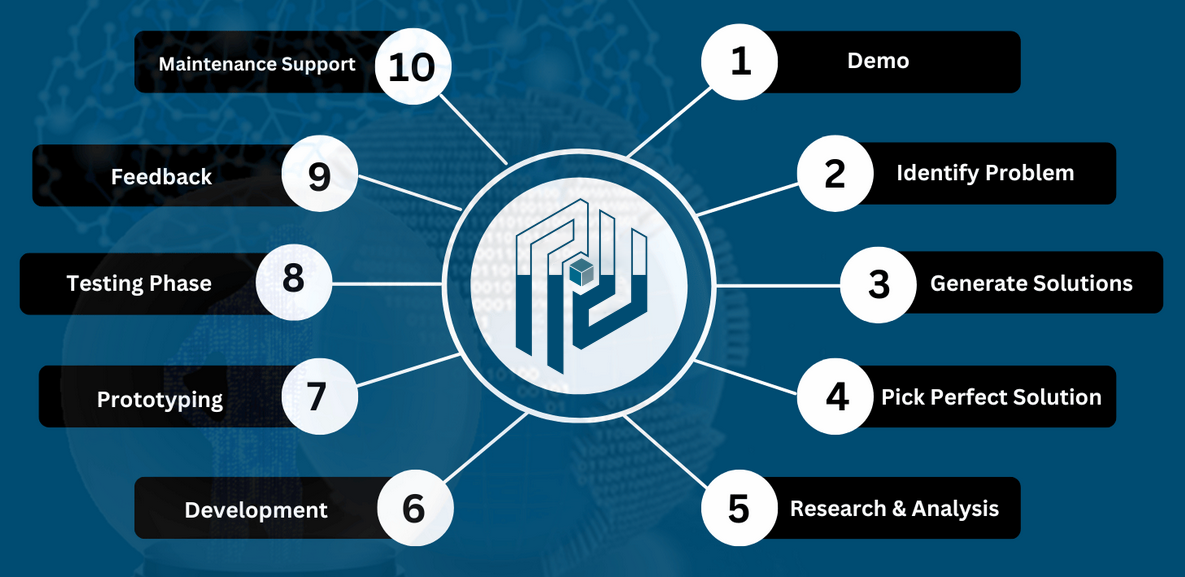 1
Demo
2
Identify Problem
3
Generate Solutions
4
Pick Perfect Solution
5
Research & Analysis
6
Development
7
Prototyping
8
Testing Phase
9
Feedback
10
Maintenance Support